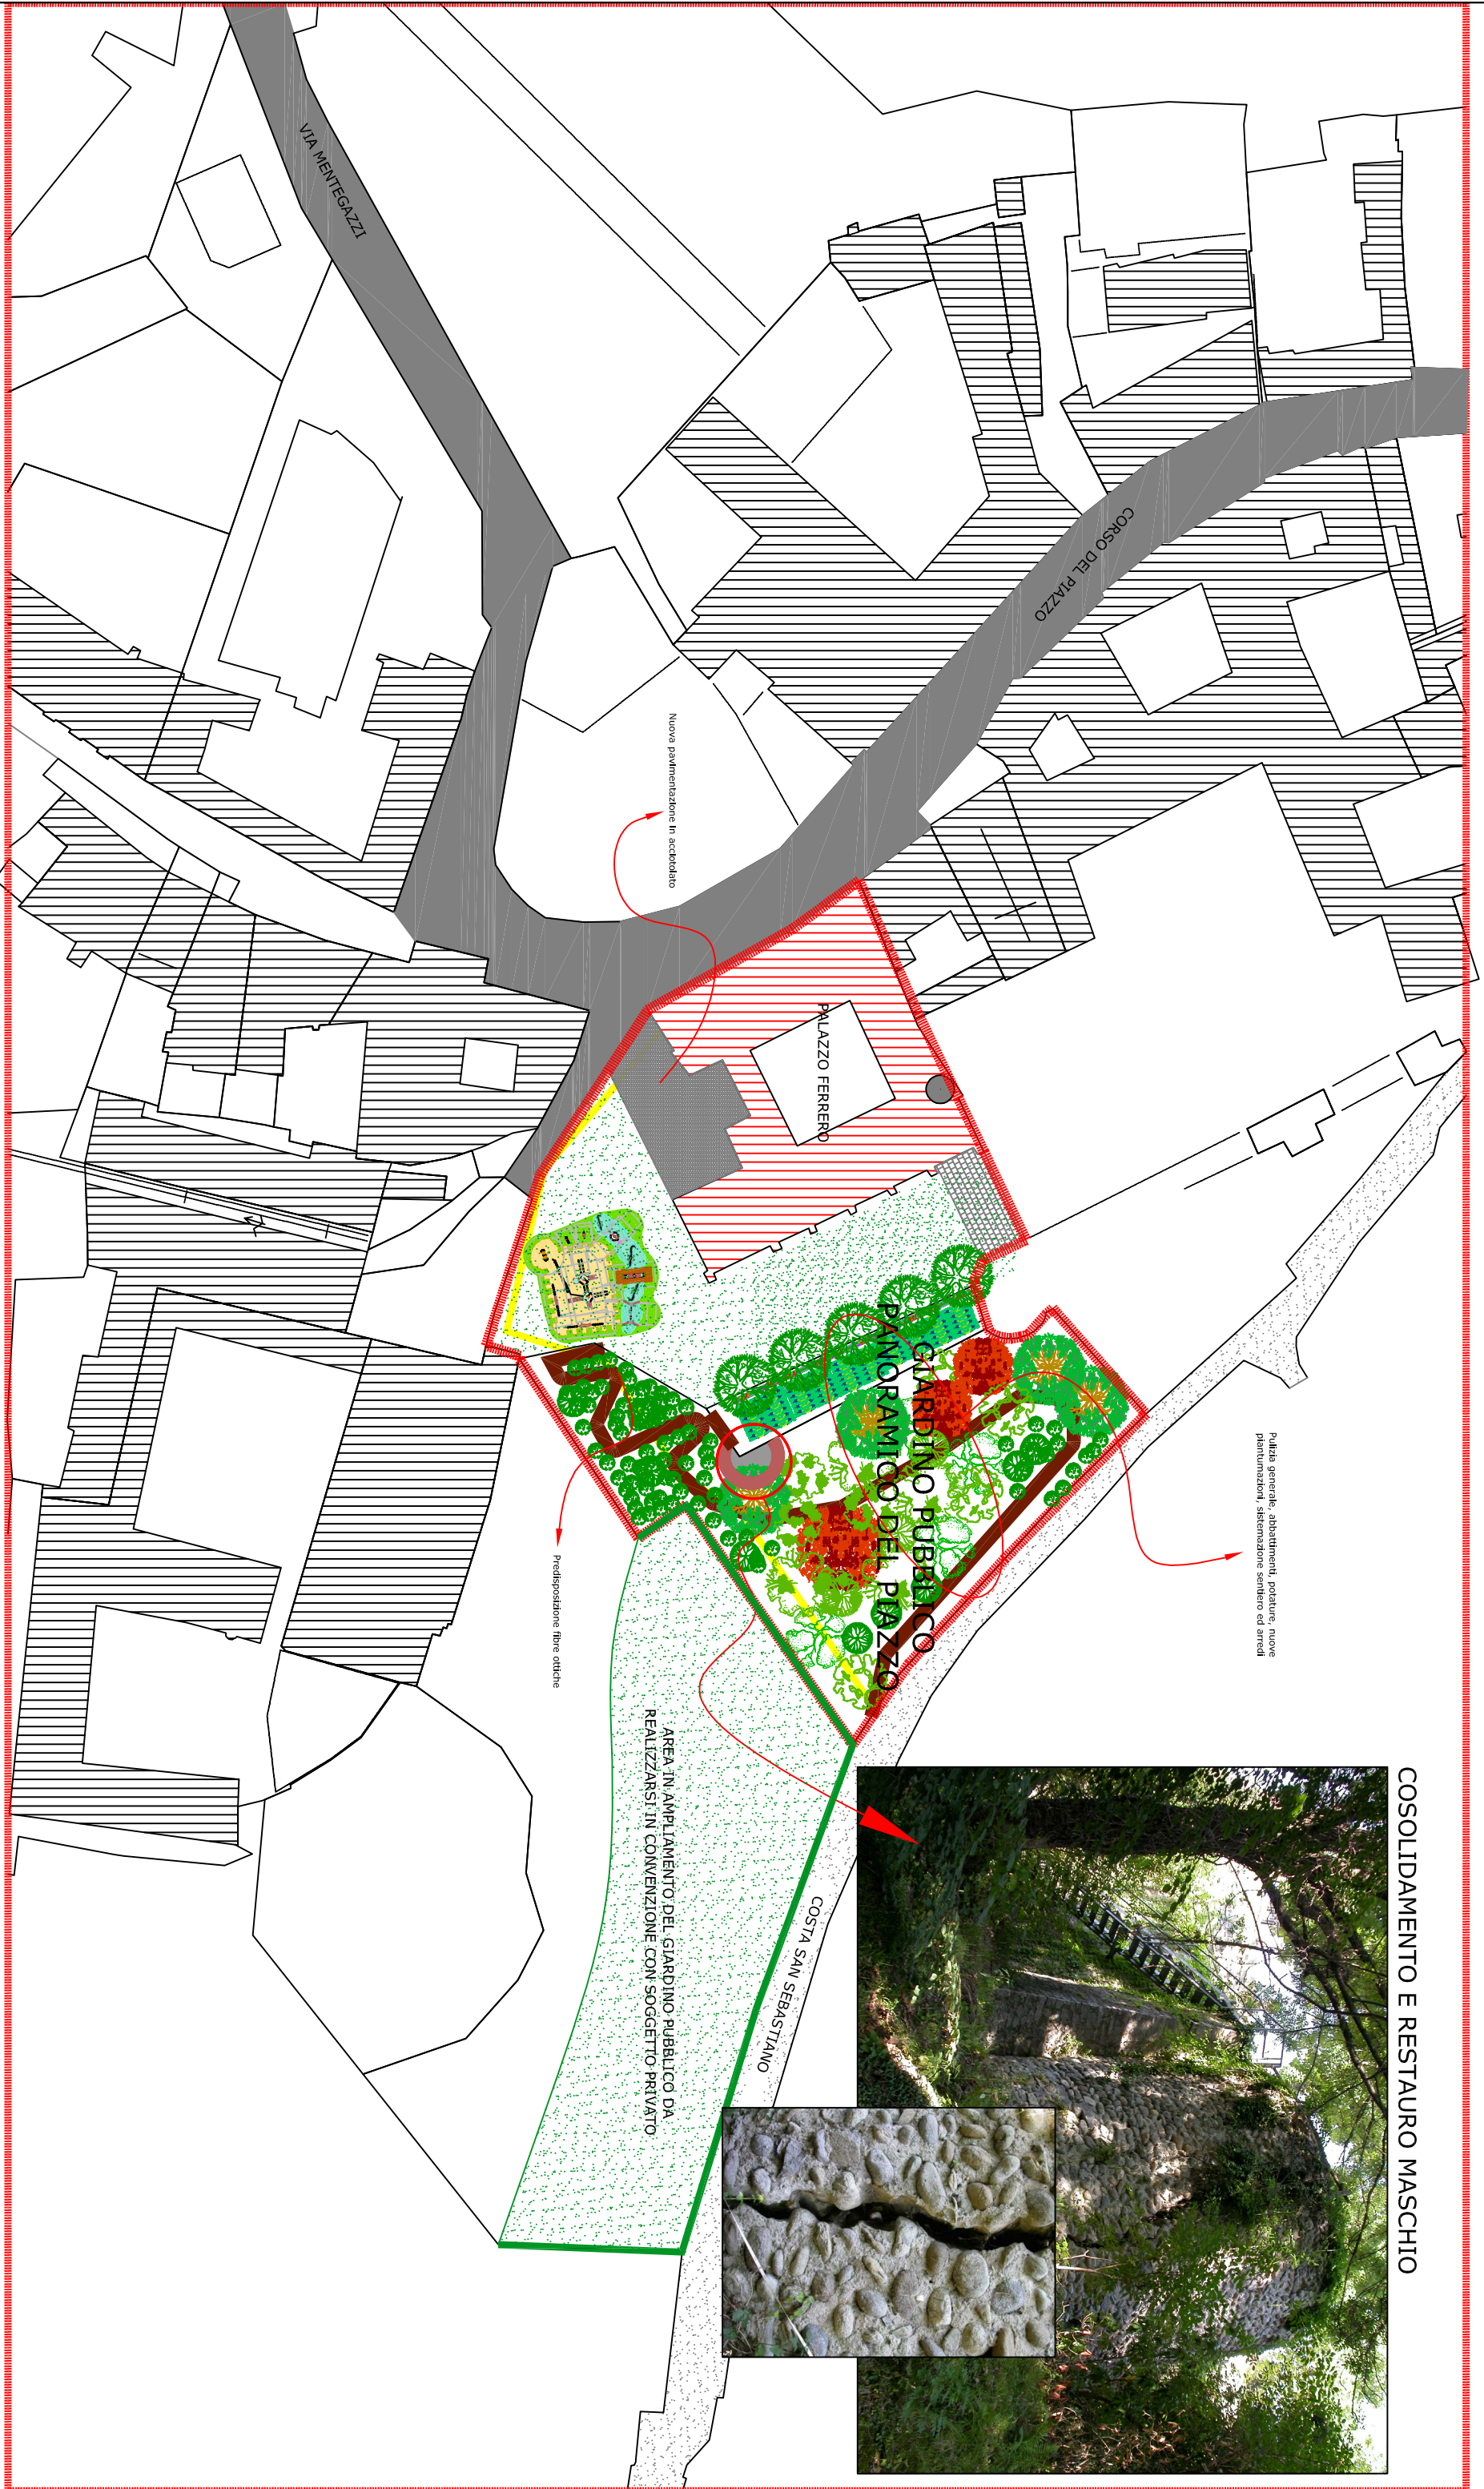 COSOLIDAMENTO E RESTAURO MASCHIO
VIA MENTEGAZZI
CORSO DEL PIAZZO
Nuova pavimentazione in acciotolato
PALAZZO FERRERO
GIARDINO PUBBLICO
PANORAMICO DEL PIAZZO
Pulizia generale, abbattimenti, potature, nuove
piantumazioni, sistemazione sentiero ed arredi
Predisposizione fibre ottiche
AREA IN AMPLIAMENTO DEL GIARDINO PUBBLICO DA
REALIZZARSI IN CONVENZIONE CON SOGGETTO PRIVATO
COSTA SAN SEBASTIANO